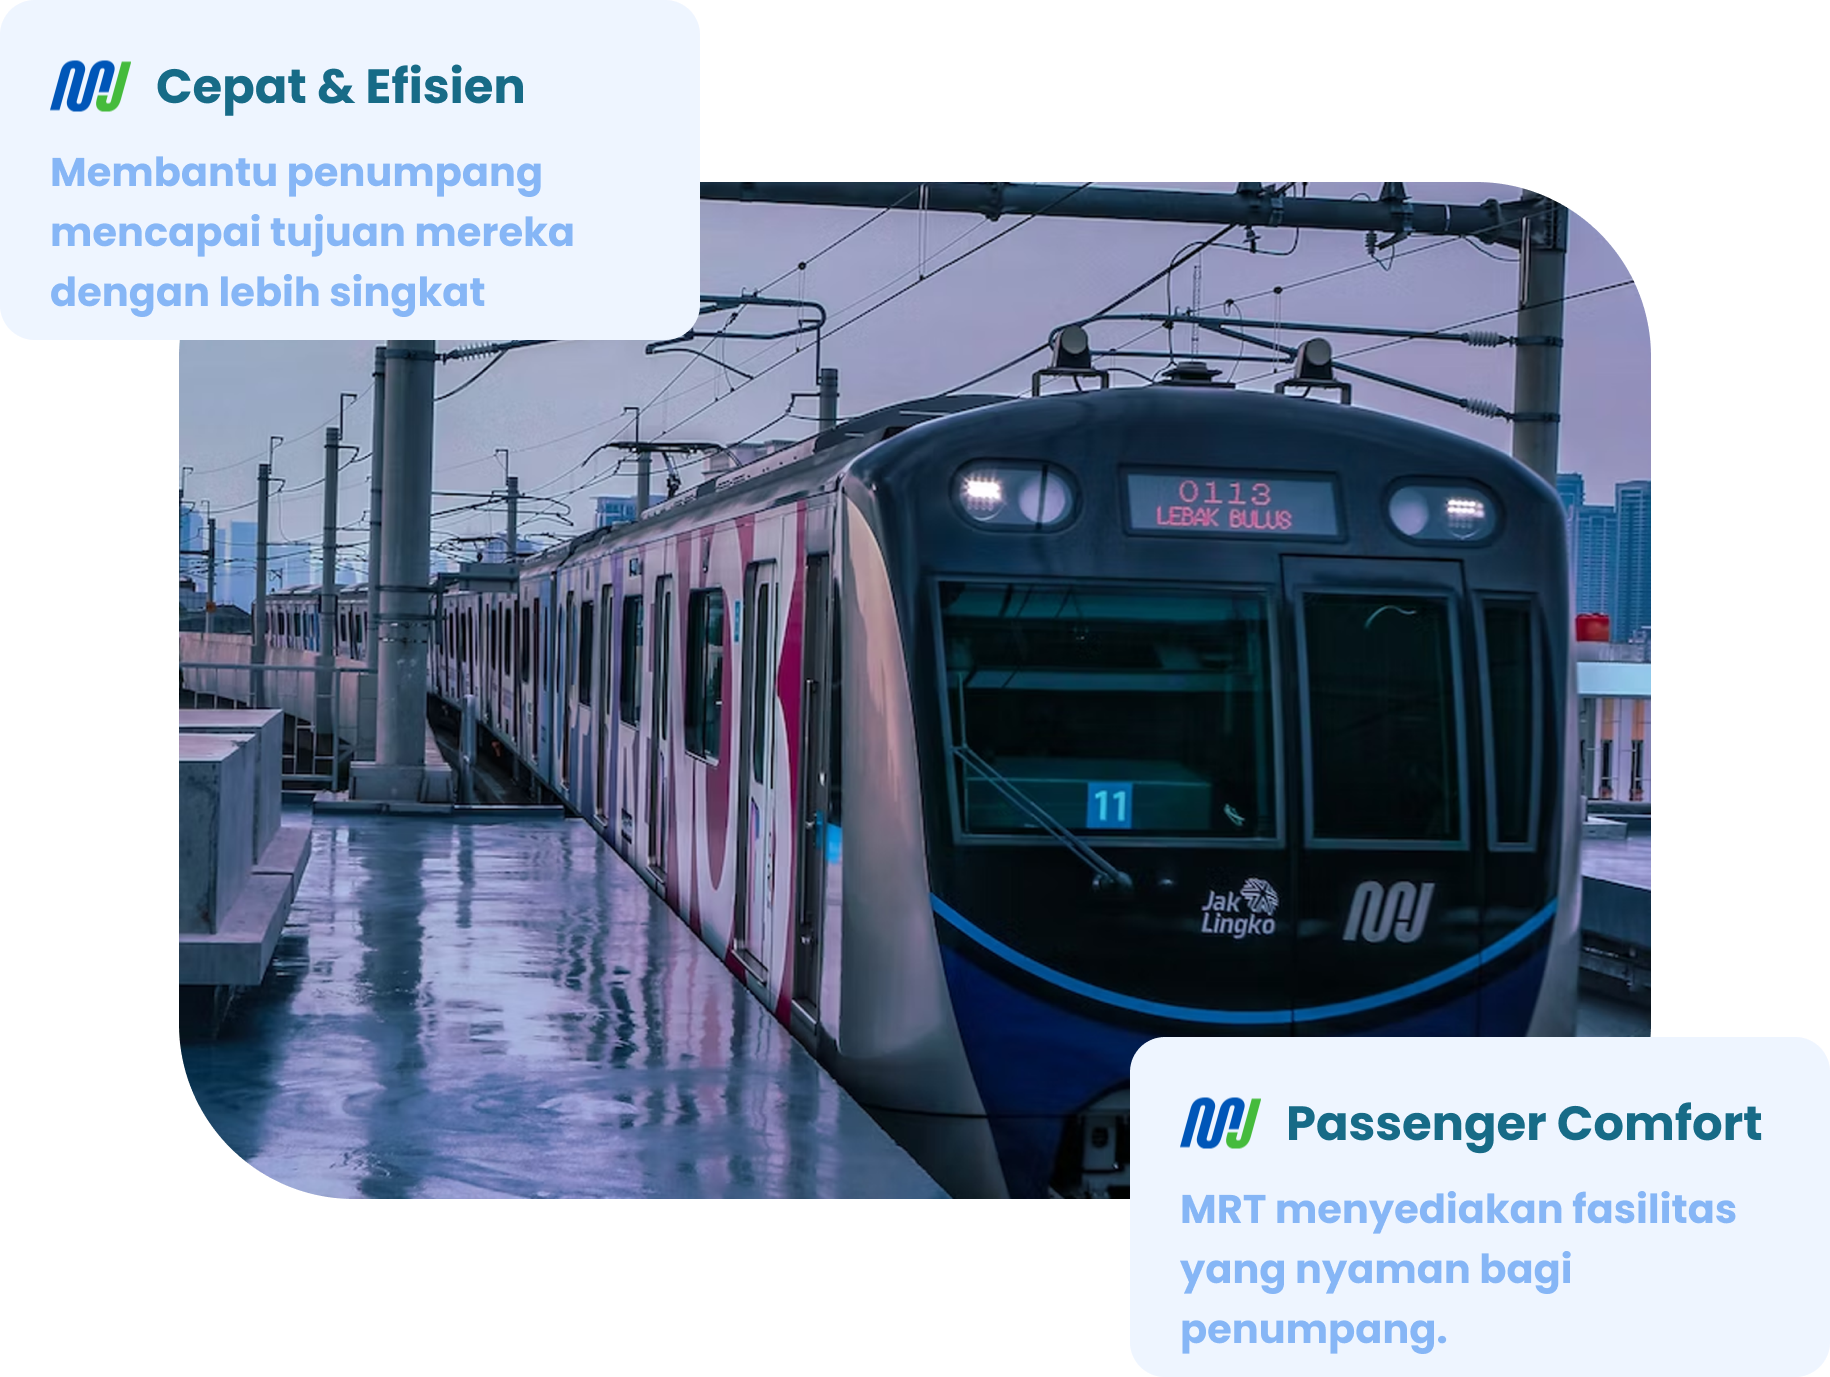 Cepat & Efisien
Membantu penumpang
mencapai tujuan mereka
dengan lebih singkat
0113
LEBAK BULUS
11
Jak
Lingko
Passenger Comfort
MRT menyediakan fasilitas
yang nyaman bagi
penumpang.